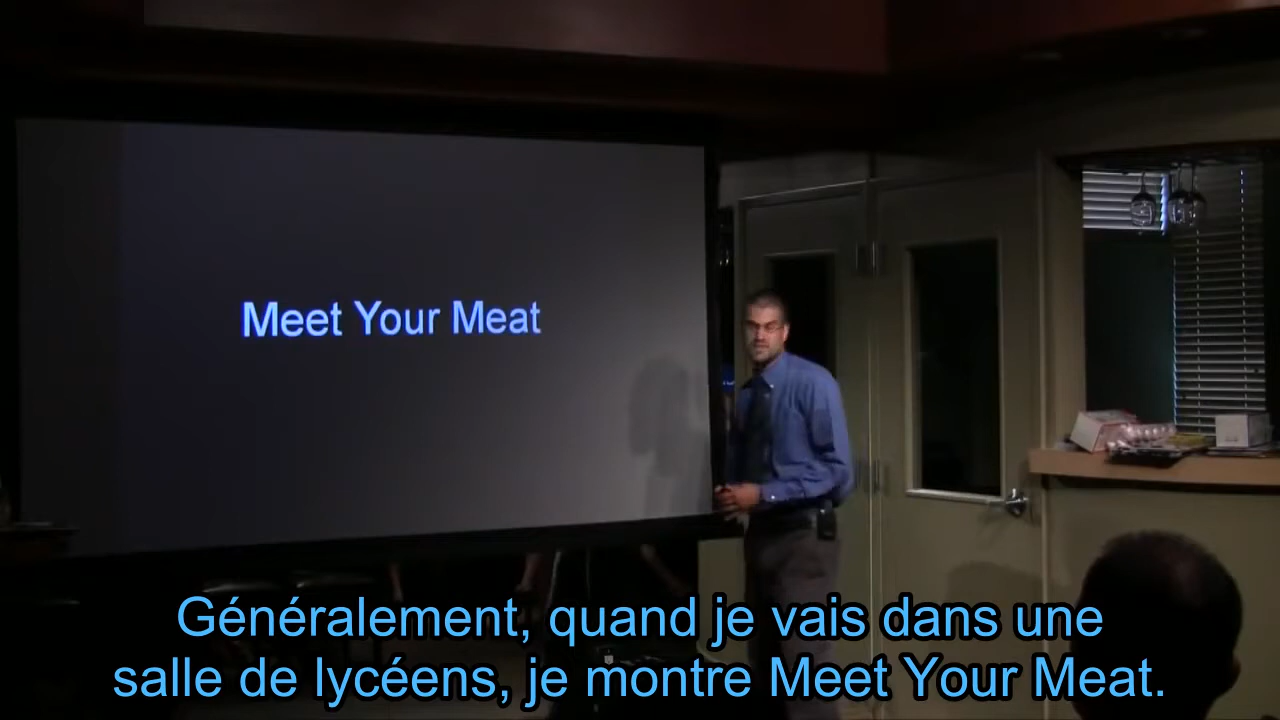 Meet Your Meat
Généralement, quand je vais dans une
salle de lycéens, je montre Meet Your Meat.